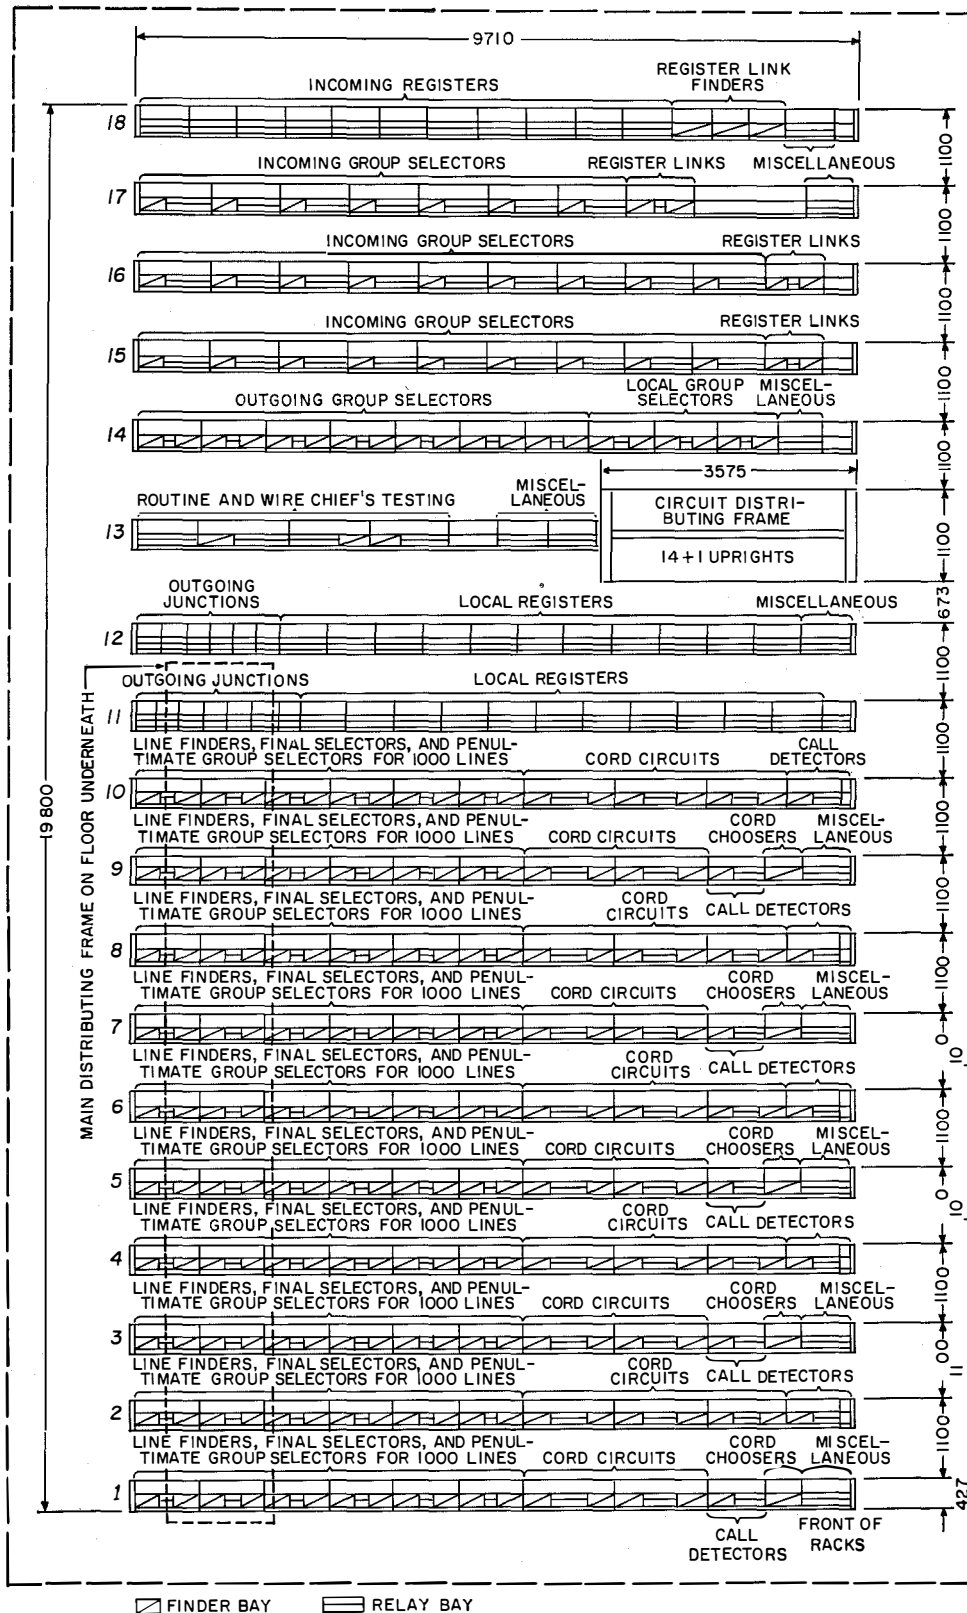 9710
INCOMING REGISTERS
REGISTER LINK
FINDERS
18
1100
INCOMING GROUP SELECTORS
REGISTER LINKS
MISCELLANEOUS
17
1100
INCOMING GROUP SELECTORS
REGISTER LINKS
16
1100
INCOMING GROUP SELECTORS
REGISTER LINKS
15
1100
OUTGOING GROUP SELECTORS
LOCAL GROUP
SELECTORS
MISCEL-
LANEOUS
14
1100
3575
ROUTINE AND WIRE CHIEF'S TESTING
MISCEL-
LANEOUS
13
CIRCUIT DISTRI-
BUTING FRAME
14+1 UPRIGHTS
1100
673
OUTGOING
JUNCTIONS
LOCAL REGISTERS
MISCELLANEOUS
12
1100
OUTGOING JUNCTIONS
LOCAL REGISTERS
11
1100
19800
MAIN DISTRIBUTING FRAME ON FLOOR UNDERNEATH
LINE FINDERS, FINAL SELECTORS, AND PENUL-
TIMATE GROUP SELECTORS FOR 1000 LINES
CORD CIRCUITS
CALL
DETECTORS
10
1100
LINE FINDERS, FINAL SELECTORS, AND PENUL-
TIMATE GROUP SELECTORS FOR 1000 LINES
CORD CIRCUITS
CORD
CHOOSERS
MISCEL-
LANEOUS
9
1100
LINE FINDERS, FINAL SELECTORS, AND PENUL-
TIMATE GROUP SELECTORS FOR 1000 LINES
CORD
CIRCUITS
CALL DETECTORS
8
1100
LINE FINDERS, FINAL SELECTORS, AND PENUL-
TIMATE GROUP SELECTORS FOR 1000 LINES
CORD CIRCUITS
CORD
CHOOSERS
MISCEL-
LANEOUS
7
0
10
LINE FINDERS, FINAL SELECTORS, AND PENUL-
TIMATE GROUP SELECTORS FOR 1000 LINES
CORD
CIRCUITS
CALL DETECTORS
6
1100
LINE FINDERS, FINAL SELECTORS, AND PENUL-
TIMATE GROUP SELECTORS FOR 1000 LINES
CORD CIRCUITS
CORD
CHOOSERS
MISCEL-
LANEOUS
5
0
10
LINE FINDERS, FINAL SELECTORS, AND PENUL-
TIMATE GROUP SELECTORS FOR 1000 LINES
CORD
CIRCUITS
CALL DETECTORS
4
1100
LINE FINDERS, FINAL SELECTORS, AND PENUL-
TIMATE GROUP SELECTORS FOR 1000 LINES
CORD CIRCUITS
CORD
CHOOSERS
MISCEL-
LANEOUS
3
00
11
LINE FINDERS, FINAL SELECTORS, AND PENUL-
TIMATE GROUP SELECTORS FOR 1000 LINES
CORD
CIRCUITS
CALL DETECTORS
2
1100
LINE FINDERS, FINAL SELECTORS, AND PENUL-
TIMATE GROUP SELECTORS FOR 1000 LINES
CORD CIRCUITS
CORD
CHOOSERS
MISCEL-
LANEOUS
1
427
CALL
DETECTORS
FRONT OF
RACKS
FINDER BAY
RELAY BAY